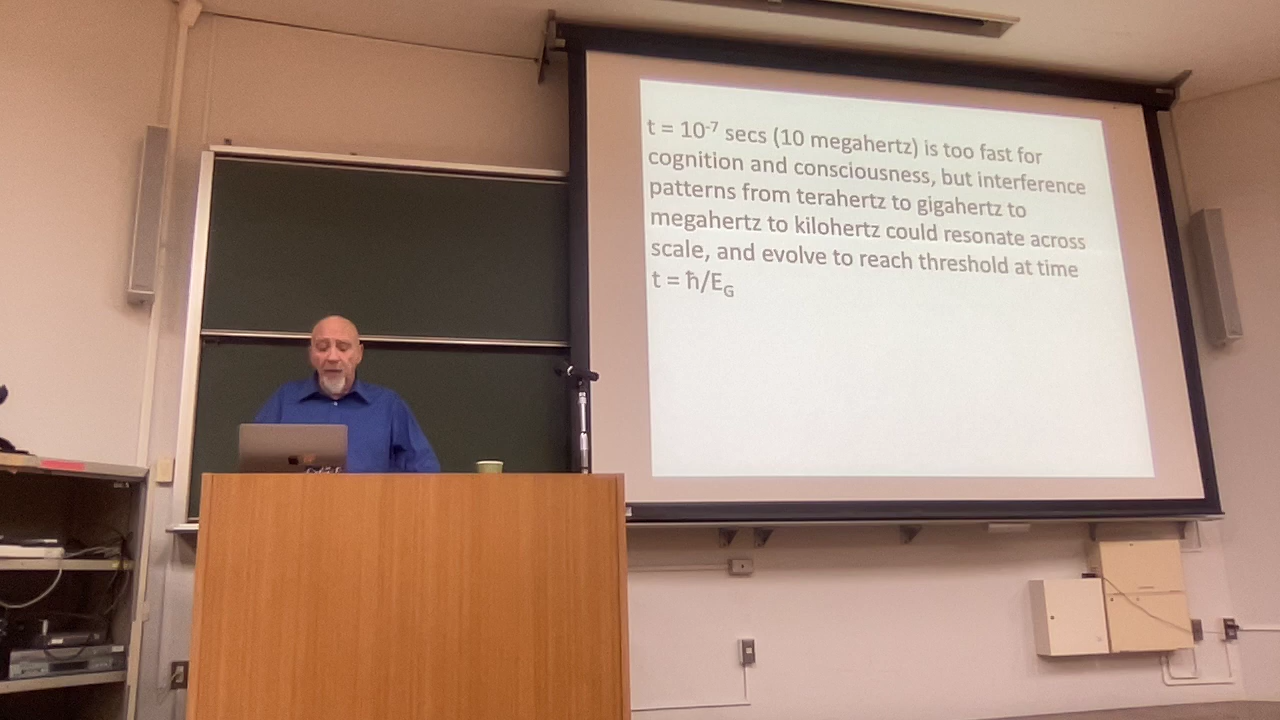 t = 10⁻⁷ secs (10 megahertz) is too fast for
cognition and consciousness, but interference
patterns from terahertz to gigahertz to
megahertz to kilohertz could resonate across
scale, and evolve to reach threshold at time
t = ħ/E_G